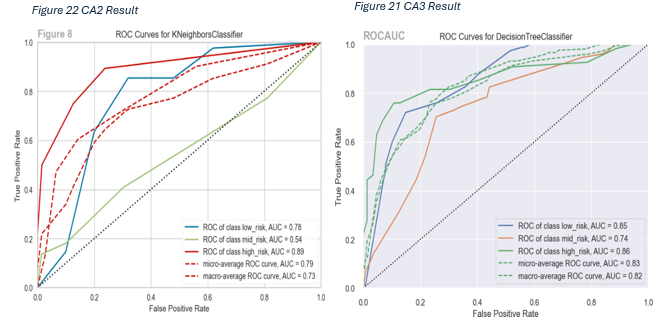 Figure 22 CA2 Result
Figure 8
ROC Curves for KNeighborsClassifier
True Positive Rate
1.0
0.8
0.6
0.4
0.2
0.0
0.0 0.2 0.4 0.6 0.8 1.0
False Positive Rate
ROC of class low_risk, AUC = 0.78
ROC of class mid_risk, AUC = 0.54
ROC of class high_risk, AUC = 0.89
micro-average ROC curve, AUC = 0.79
macro-average ROC curve, AUC = 0.73
Figure 21 CA3 Result
ROCAUC
ROC Curves for DecisionTreeClassifier
True Positive Rate
1.0
0.8
0.6
0.4
0.2
0.0
0.0 0.2 0.4 0.6 0.8 1.0
False Positive Rate
ROC of class low_risk, AUC = 0.85
ROC of class mid_risk, AUC = 0.74
ROC of class high_risk, AUC = 0.86
micro-average ROC curve, AUC = 0.83
macro-average ROC curve, AUC = 0.82